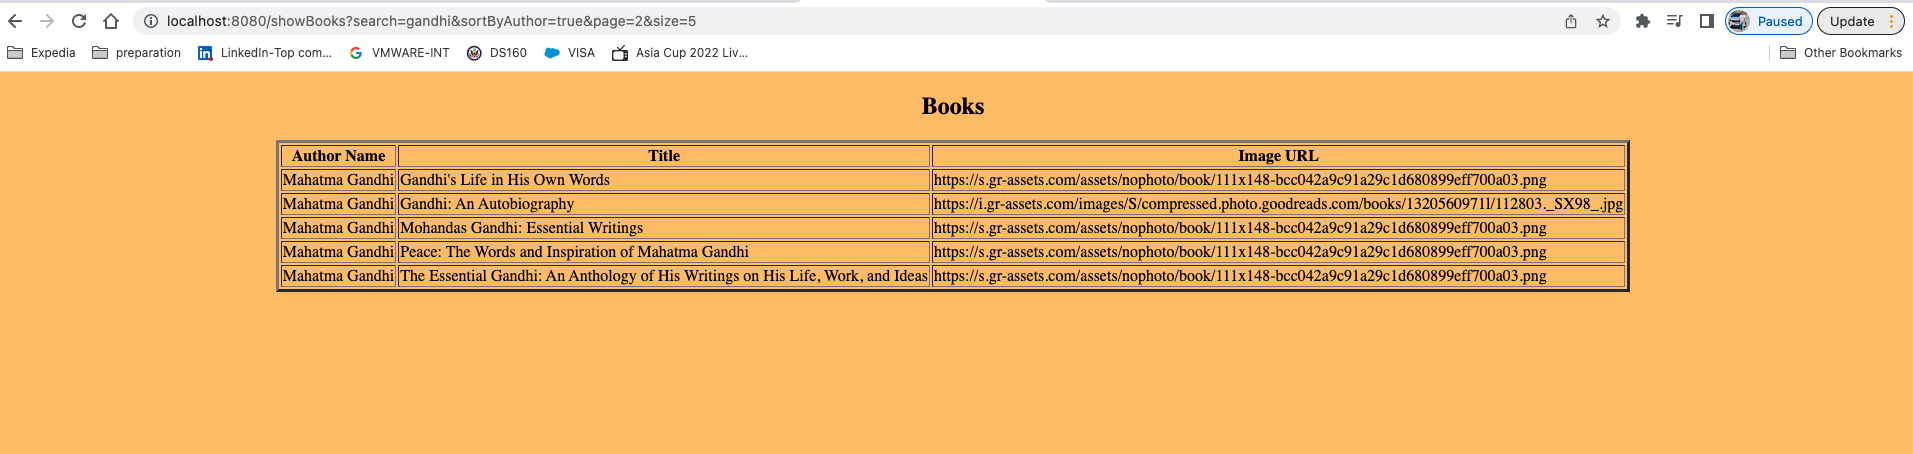 localhost:8080/showBooks?search=gandhi&sortByAuthor=true&page=2&size=5
Paused
Update
Expedia preparation LinkedIn-Top com... VMWARE-INT DS160 VISA Asia Cup 2022 Liv... Other Bookmarks
Books
Author Name Title Image URL
Mahatma Gandhi Gandhi's Life in His Own Words https://s.gr-assets.com/assets/nophoto/book/111x148-bcc042a9c91a29c1d680899eff700a03.png
Mahatma Gandhi Gandhi: An Autobiography https://i.gr-assets.com/images/S/compressed.photo.goodreads.com/books/1320560971l/112803._SX98_.jpg
Mahatma Gandhi Mohandas Gandhi: Essential Writings https://s.gr-assets.com/assets/nophoto/book/111x148-bcc042a9c91a29c1d680899eff700a03.png
Mahatma Gandhi Peace: The Words and Inspiration of Mahatma Gandhi https://s.gr-assets.com/assets/nophoto/book/111x148-bcc042a9c91a29c1d680899eff700a03.png
Mahatma Gandhi The Essential Gandhi: An Anthology of His Writings on His Life, Work, and Ideas https://s.gr-assets.com/assets/nophoto/book/111x148-bcc042a9c91a29c1d680899eff700a03.png